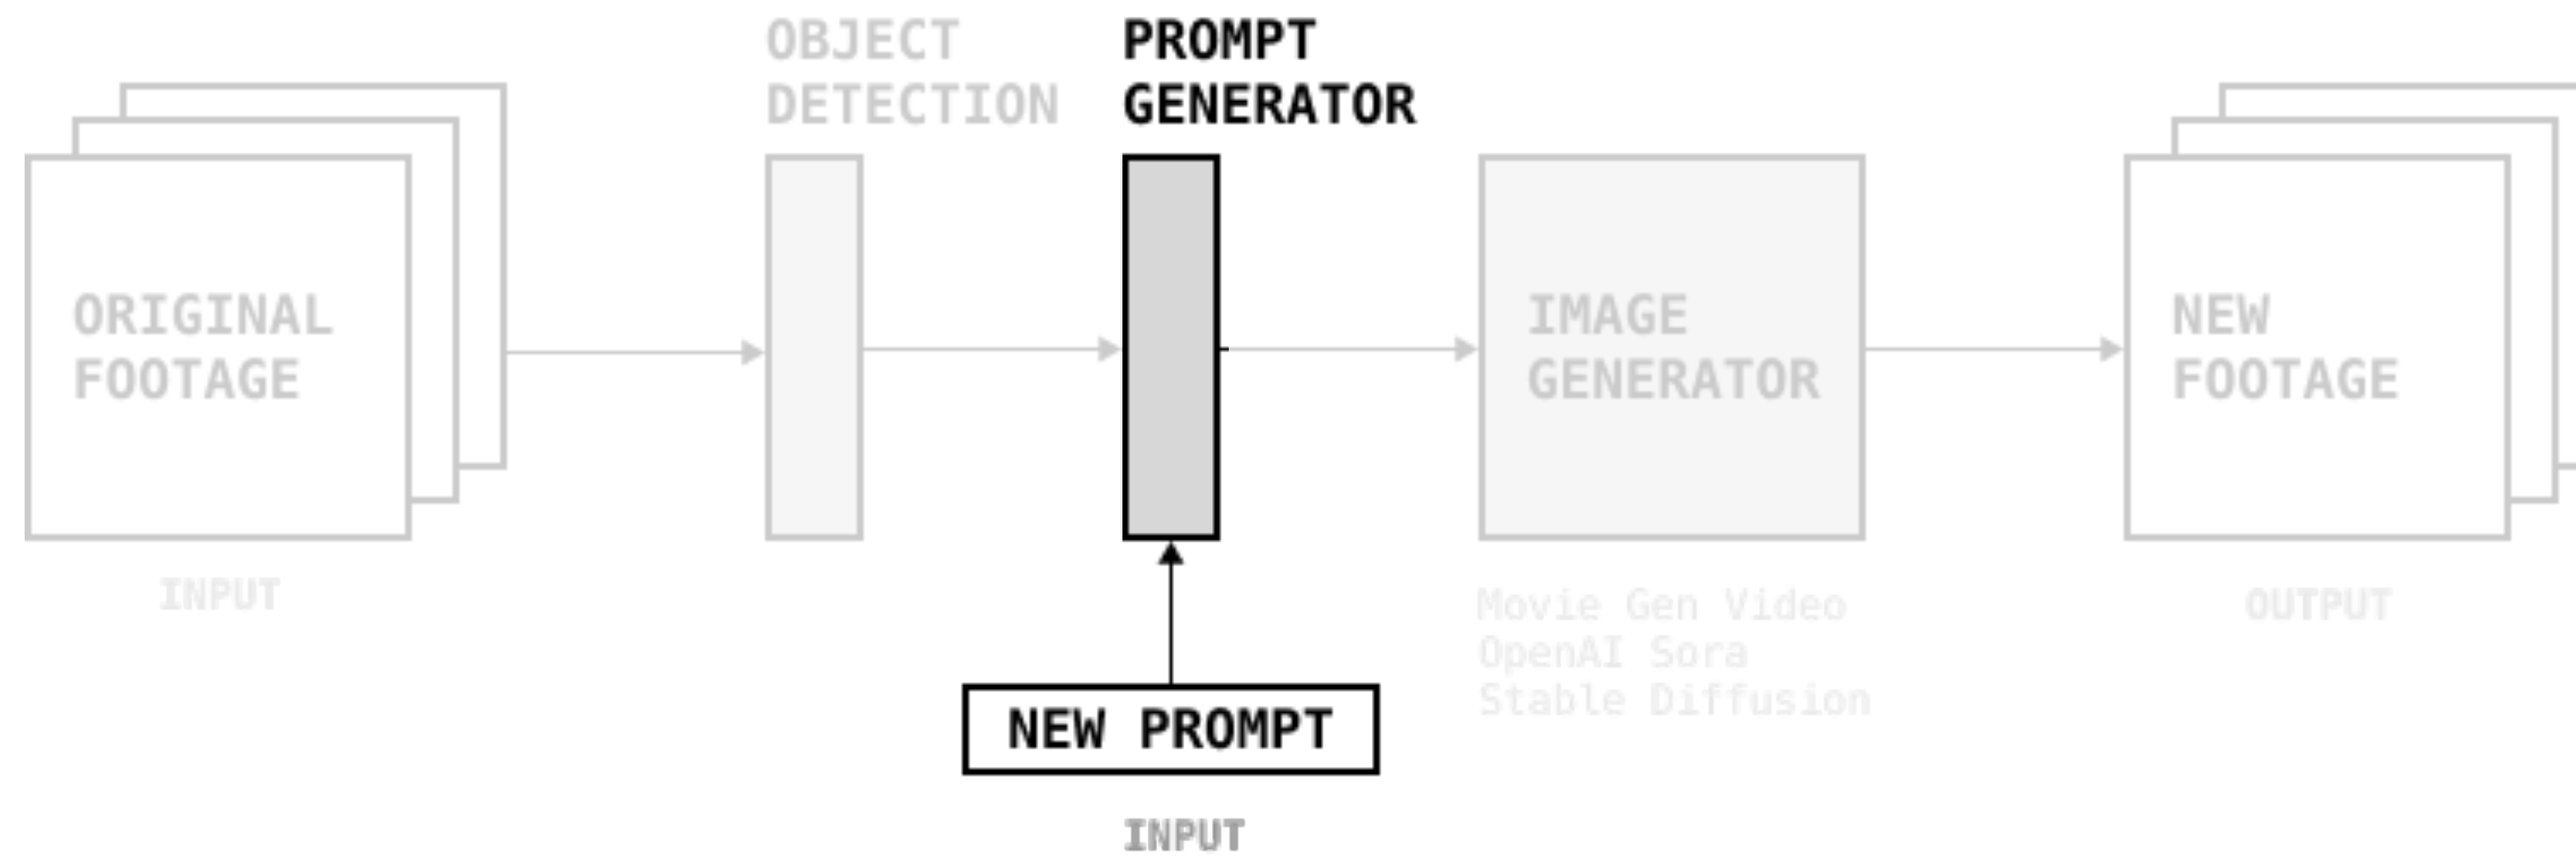 OBJECT
DETECTION
PROMPT
GENERATOR
ORIGINAL
FOOTAGE
IMAGE
GENERATOR
NEW
FOOTAGE
INPUT
Movie Gen Video
OpenAI Sora
Stable Diffusion
OUTPUT
NEW PROMPT
INPUT